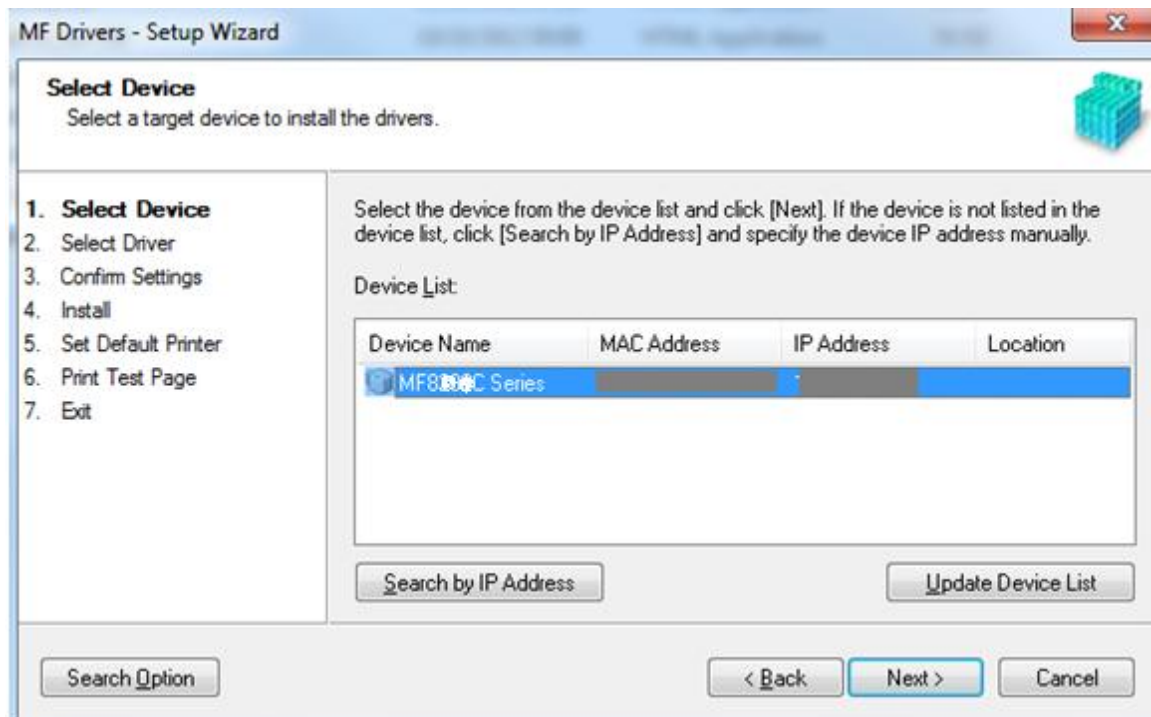 MF Drivers - Setup Wizard
Select Device
Select a target device to install the drivers.
1. Select Device
2. Select Driver
3. Confirm Settings
4. Install
5. Set Default Printer
6. Print Test Page
7. Exit
Select the device from the device list and click [Next]. If the device is not listed in the
device list, click [Search by IP Address] and specify the device IP address manually.
Device List:
Device Name MAC Address IP Address Location
Series
Search by IP Address Update Device List
Search Option < Back Next > Cancel